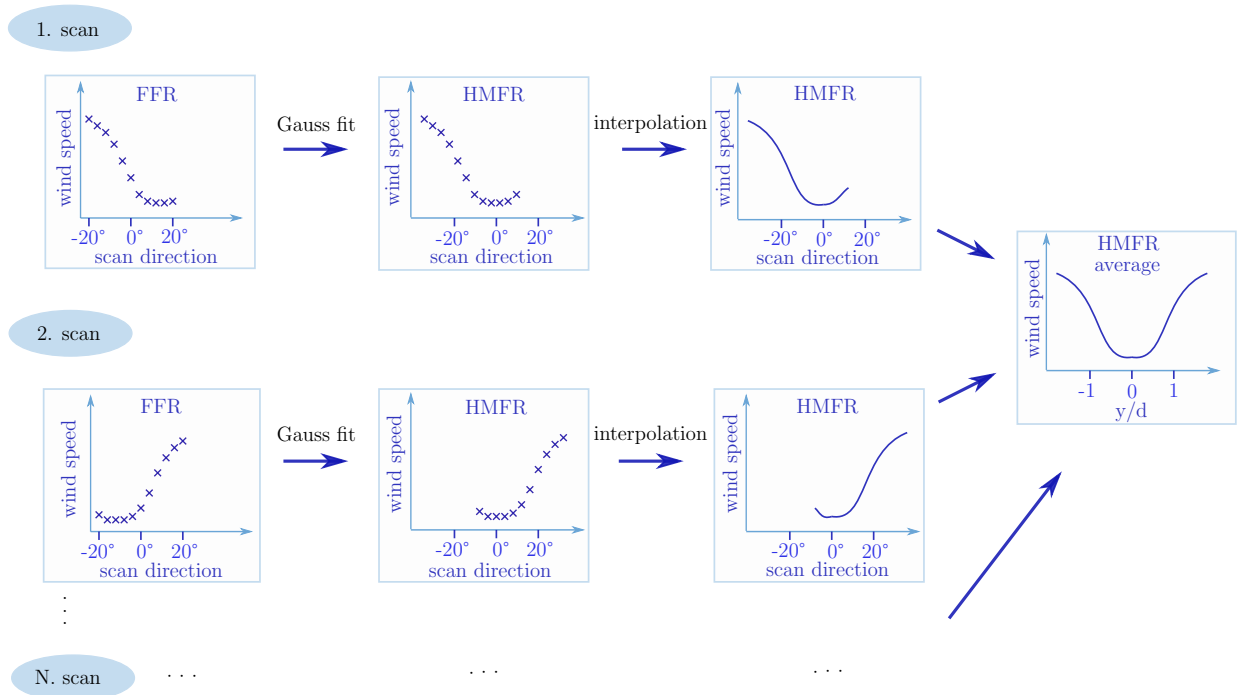 1. scan
FFR
wind speed
-20° 0° 20°
scan direction
Gauss fit
HMFR
wind speed
-20° 0° 20°
scan direction
interpolation
HMFR
wind speed
-20° 0° 20°
scan direction
HMFR
average
wind speed
-1 0 1
y/d
2. scan
FFR
wind speed
-20° 0° 20°
scan direction
Gauss fit
HMFR
wind speed
-20° 0° 20°
scan direction
interpolation
HMFR
wind speed
-20° 0° 20°
scan direction
⋮
N. scan
. . .
. . .
. . .